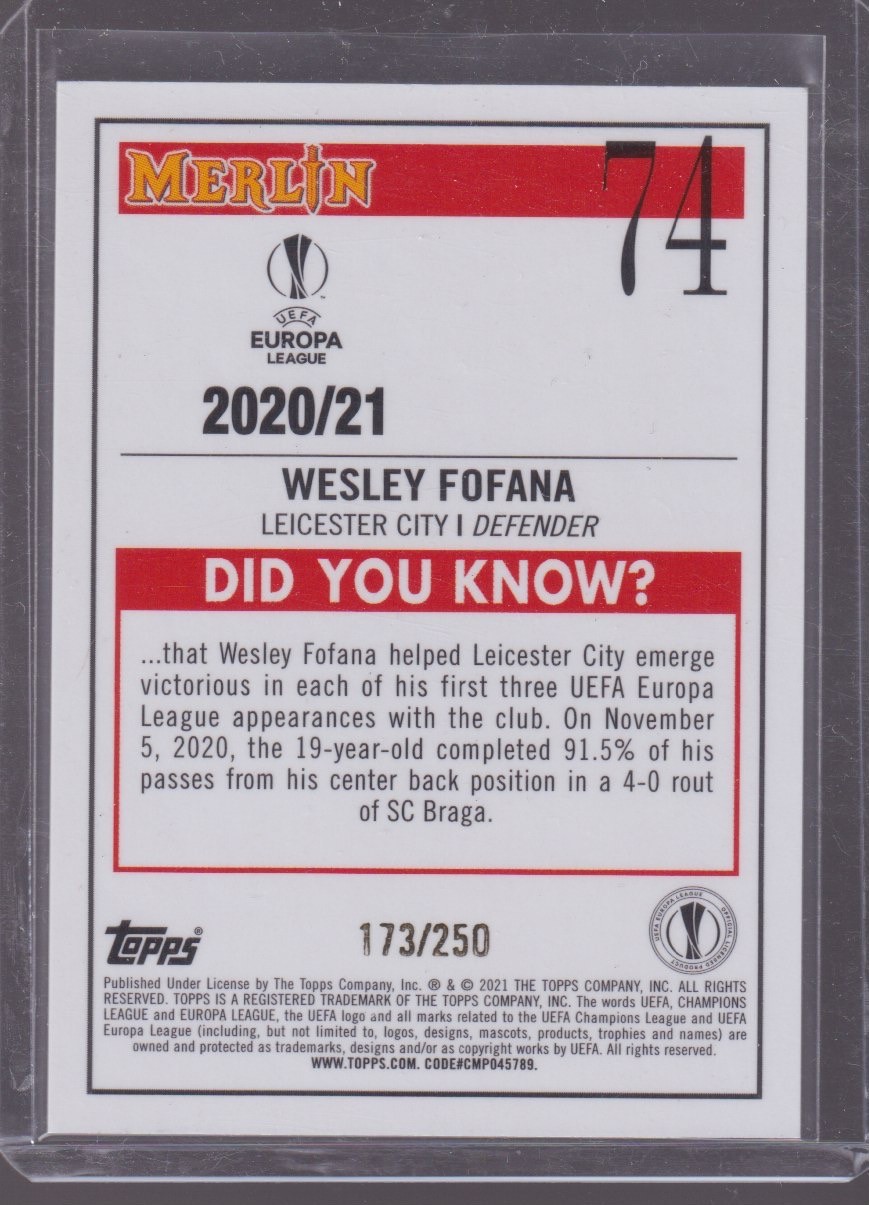 MERLIN
74
UEFA
EUROPA
LEAGUE
2020/21
WESLEY FOFANA
LEICESTER CITY | DEFENDER
DID YOU KNOW?
...that Wesley Fofana helped Leicester City emerge
victorious in each of his first three UEFA Europa
League appearances with the club. On November
5, 2020, the 19-year-old completed 91.5% of his
passes from his center back position in a 4-0 rout
of SC Braga.
topps®
173/250
UEFA EUROPA LEAGUE OFFICIAL LICENSED PRODUCT
Published Under License by The Topps Company, Inc. ® & © 2021 THE TOPPS COMPANY, INC. ALL RIGHTS
RESERVED. TOPPS IS A REGISTERED TRADEMARK OF THE TOPPS COMPANY, INC. The words UEFA, CHAMPIONS
LEAGUE and EUROPA LEAGUE, the UEFA logo and all marks related to the UEFA Champions League and UEFA
Europa League (including, but not limited to, logos, designs, mascots, products, trophies and names) are
owned and protected as trademarks, designs and/or as copyright works by UEFA. All rights reserved.
WWW.TOPPS.COM. CODE#CMP045789.